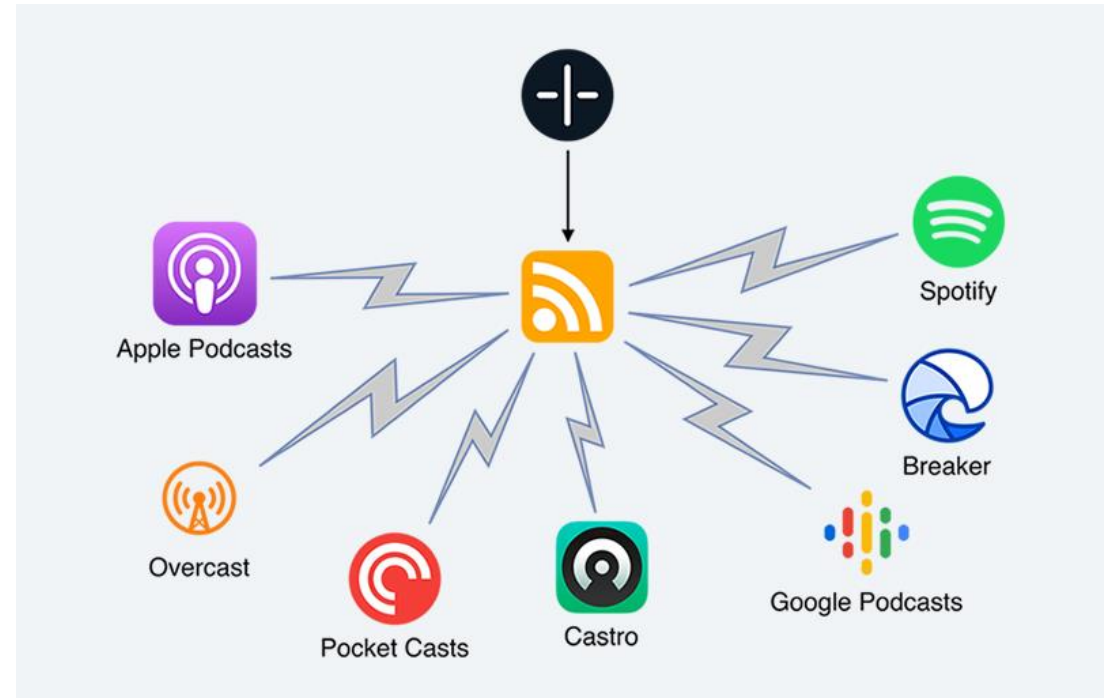 Spotify
Apple Podcasts
Breaker
Overcast
Google Podcasts
Castro
Pocket Casts